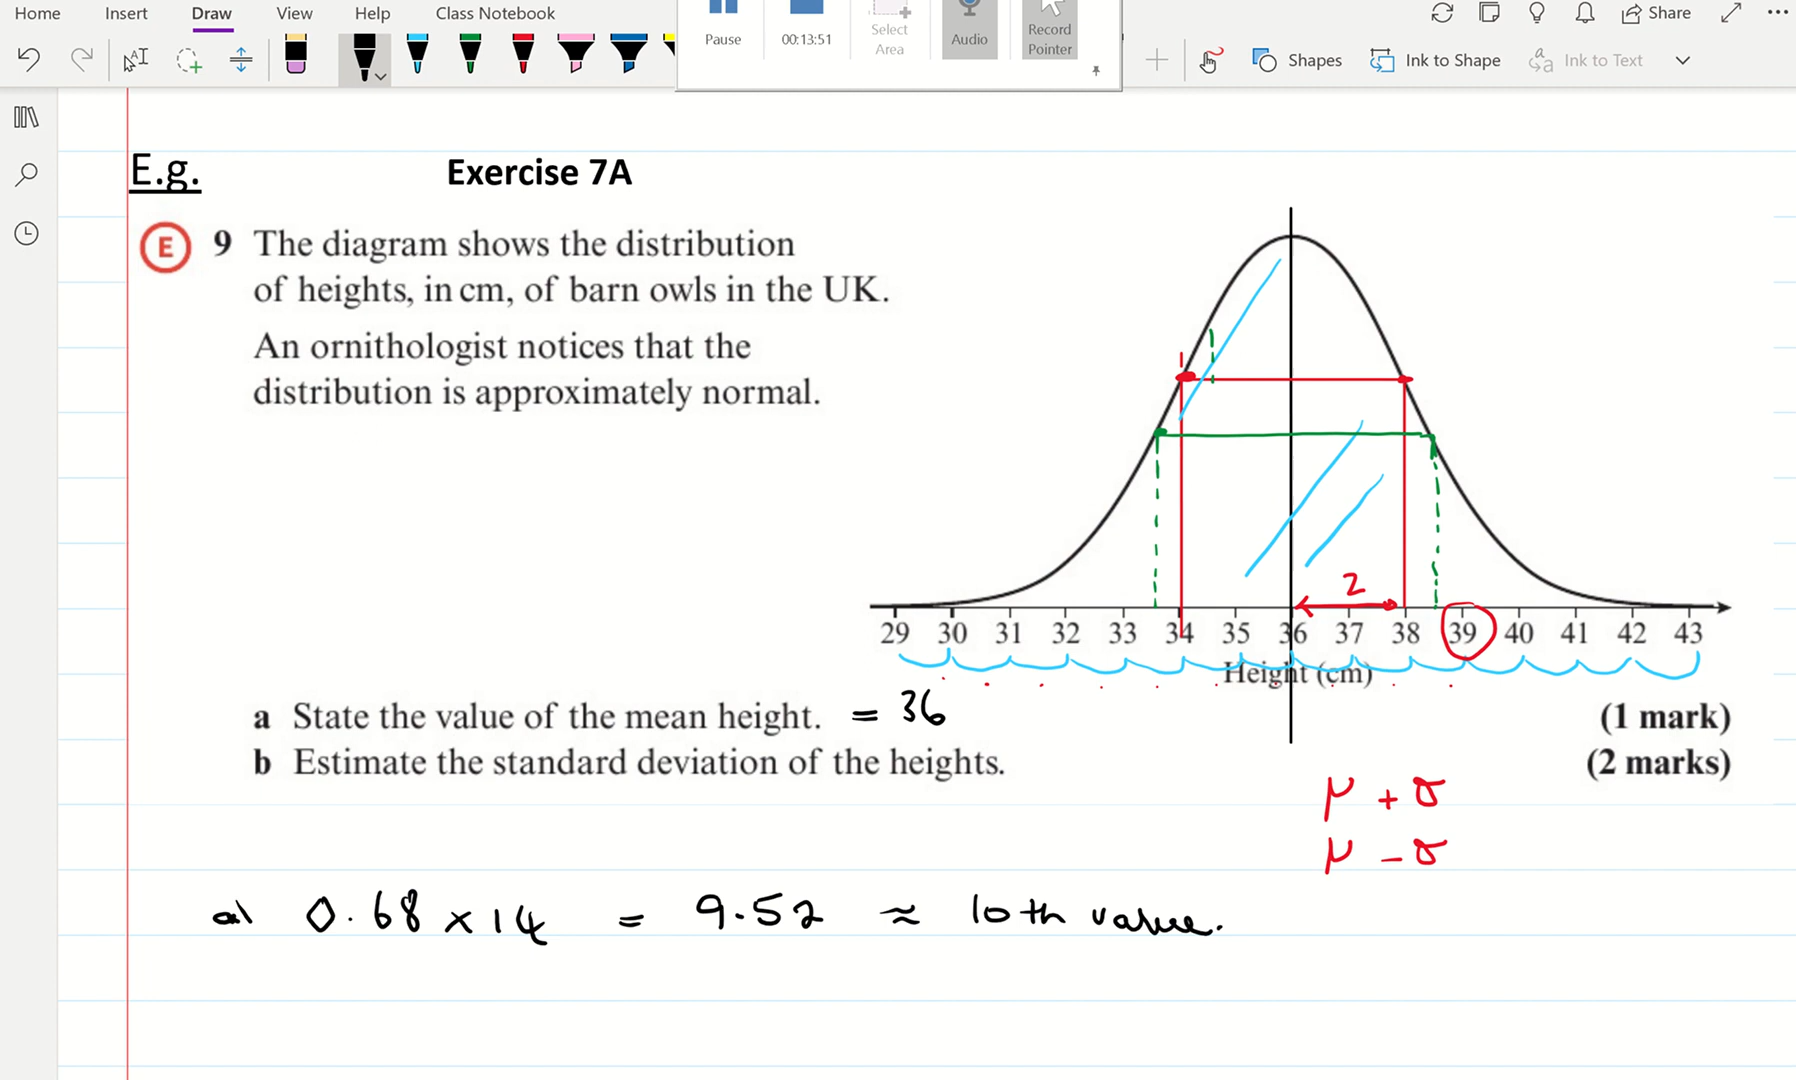 Home Insert Draw View Help Class Notebook
Pause 00:13:51 Select Area Audio Record Pointer
Share
Shapes Ink to Shape Ink to Text
E.g. Exercise 7A
E 9 The diagram shows the distribution
of heights, in cm, of barn owls in the UK.
An ornithologist notices that the
distribution is approximately normal.
2
29 30 31 32 33 34 35 36 37 38 39 40 41 42 43
Height (cm)
a State the value of the mean height. = 36 (1 mark)
b Estimate the standard deviation of the heights. (2 marks)
μ + σ
μ - σ
0.68 × 14 = 9.52 ≈ 10th value.